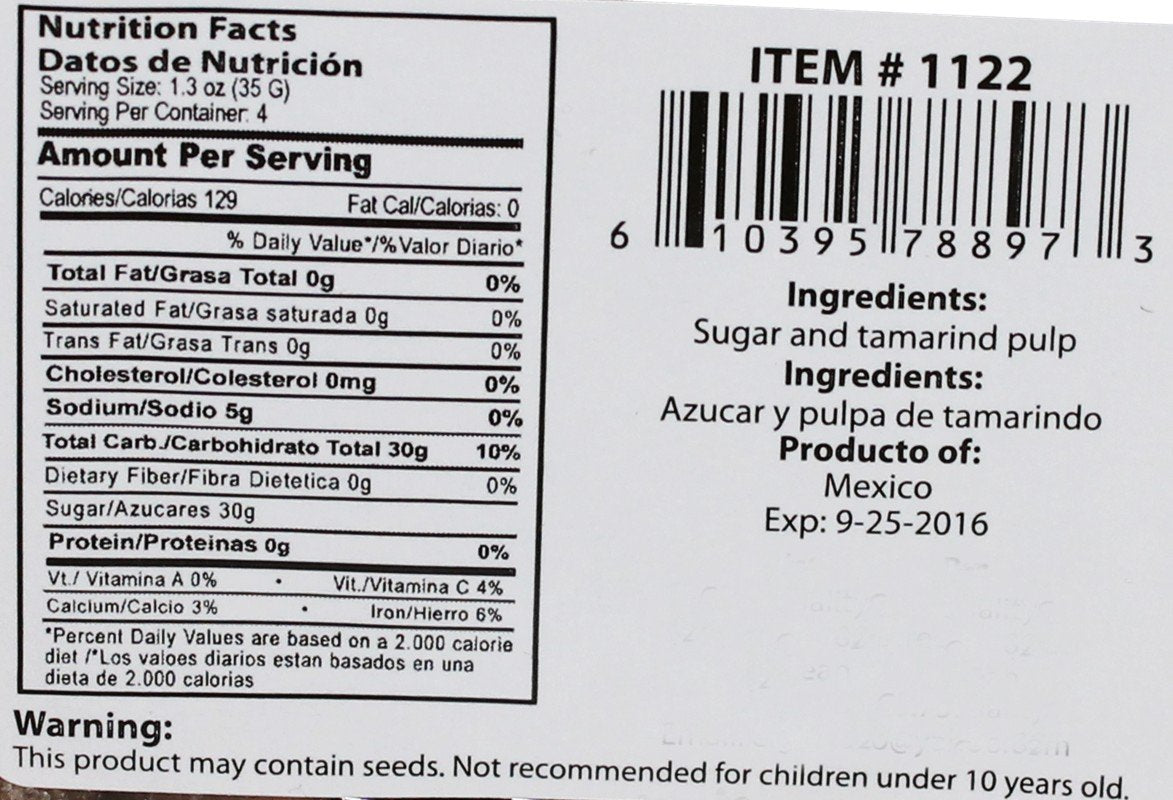 Nutrition Facts
Datos de Nutrición
Serving Size: 1.3 oz (35 G)
Serving Per Container: 4
Amount Per Serving
Calories/Calorias 129 Fat Cal/Calorias: 0
% Daily Value*/%Valor Diario*
Total Fat/Grasa Total 0g 0%
Saturated Fat/Grasa saturada 0g 0%
Trans Fat/Grasa Trans 0g 0%
Cholesterol/Colesterol 0mg 0%
Sodium/Sodio 5g 0%
Total Carb./Carbohidrato Total 30g 10%
Dietary Fiber/Fibra Dietetica 0g 0%
Sugar/Azucares 30g
Protein/Proteinas 0g 0%
Vt./ Vitamina A 0% • Vit./Vitamina C 4%
Calcium/Calcio 3% • Iron/Hierro 6%
*Percent Daily Values are based on a 2.000 calorie
diet /*Los valoes diarios estan basados en una
dieta de 2.000 calorias
ITEM # 1122
6 10395 78897 3
Ingredients:
Sugar and tamarind pulp
Ingredients:
Azucar y pulpa de tamarindo
Producto of:
Mexico
Exp: 9-25-2016
Warning:
This product may contain seeds. Not recommended for children under 10 years old.